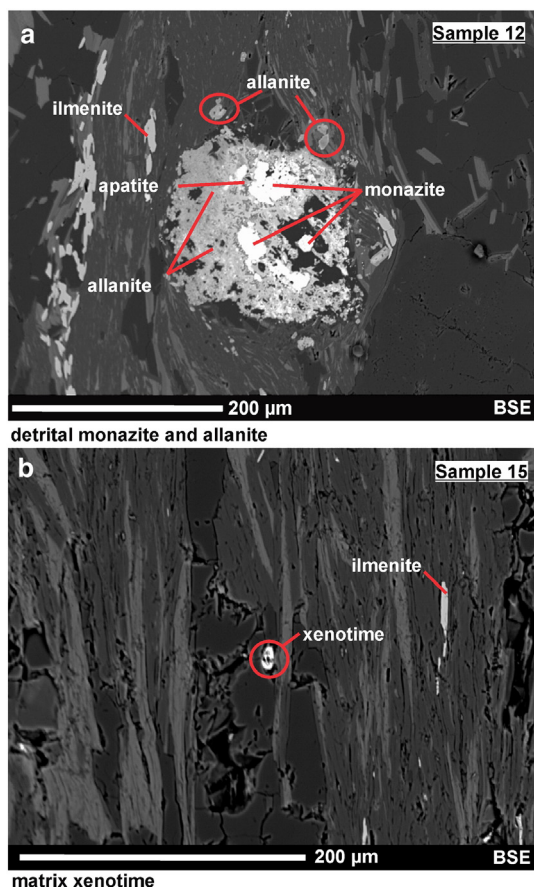 a
Sample 12
allanite
ilmenite
apatite
monazite
allanite
200 µm
BSE
detrital monazite and allanite
b
Sample 15
ilmenite
xenotime
200 µm
BSE
matrix xenotime